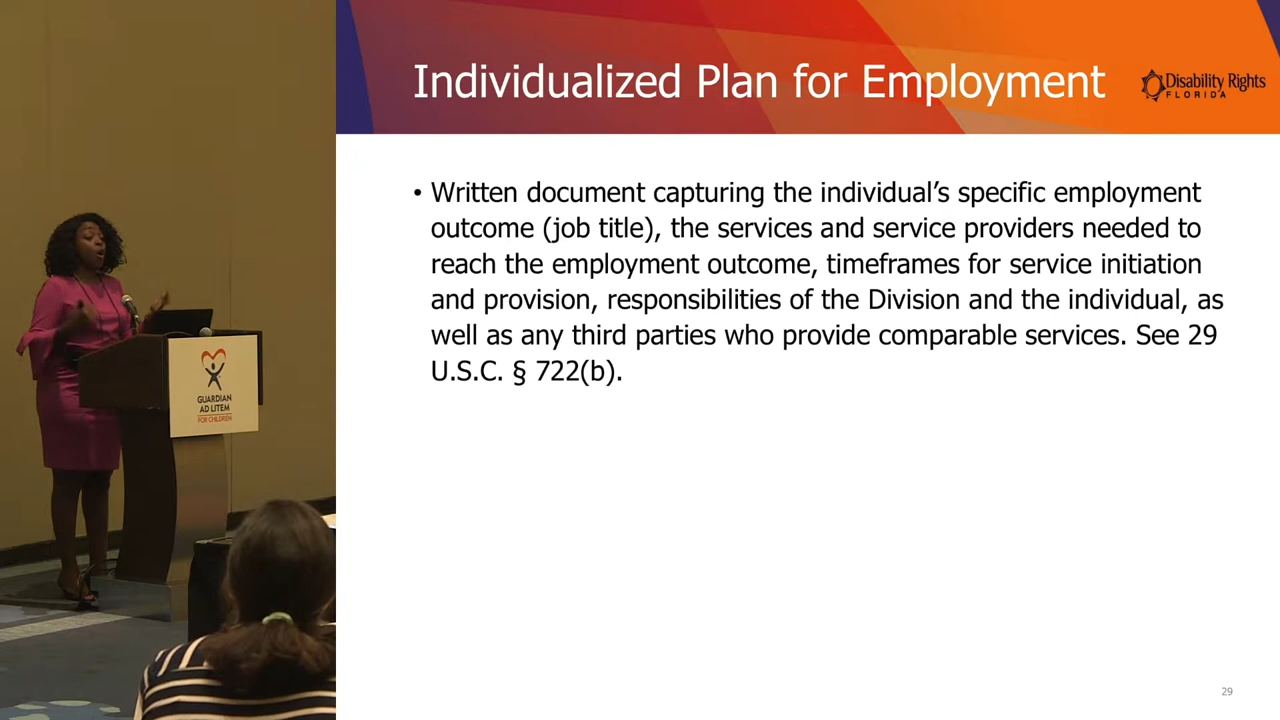 Individualized Plan for Employment
Disability Rights
FLORIDA
• Written document capturing the individual’s specific employment
outcome (job title), the services and service providers needed to
reach the employment outcome, timeframes for service initiation
and provision, responsibilities of the Division and the individual, as
well as any third parties who provide comparable services. See 29
U.S.C. § 722(b).
GUARDIAN
AD LITEM
FOR CHILDREN
29